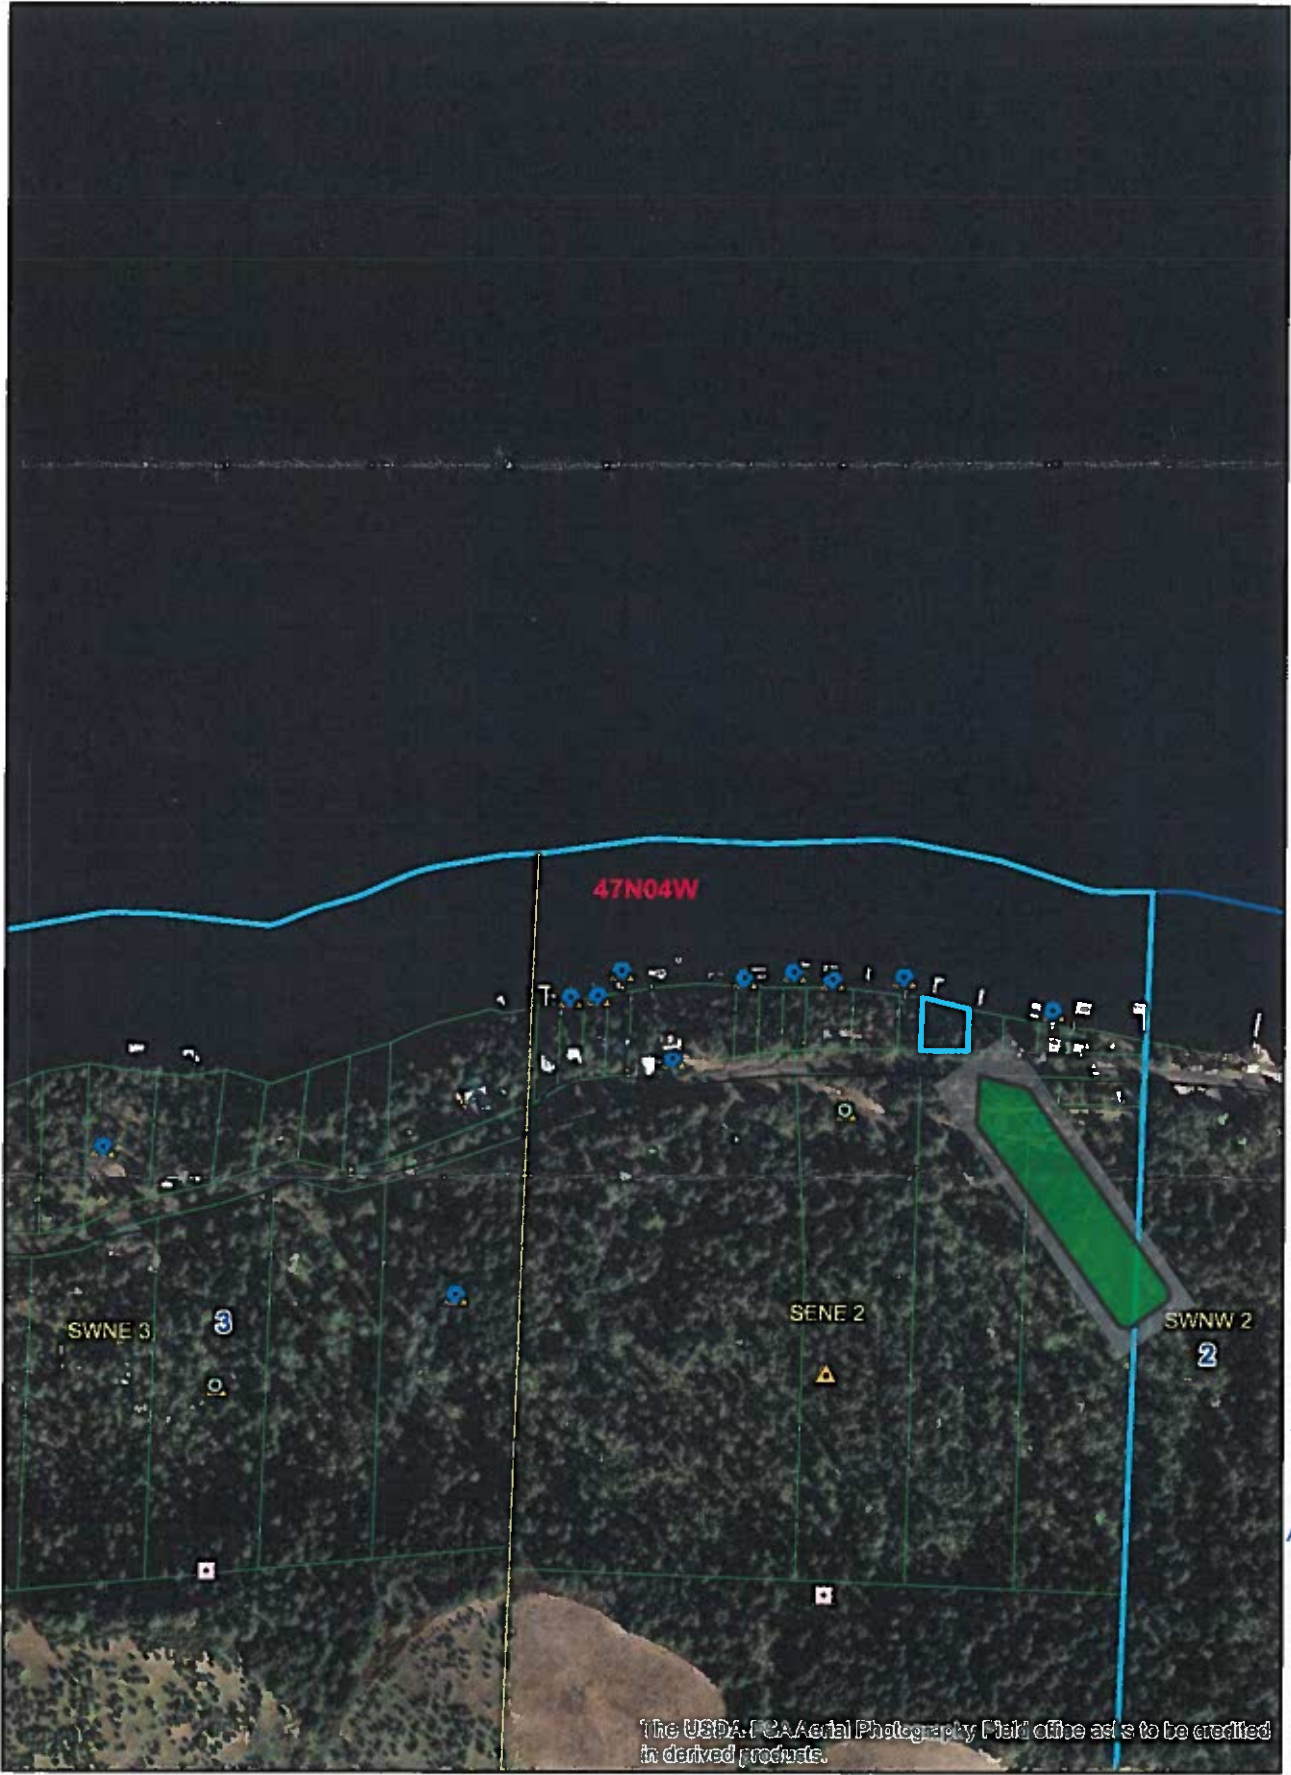 47N04W
SENE 2
SWNE 3
3
SWNW 2
2
The USDA-FSA Aerial Photography Field office asks to be credited
in derived products.